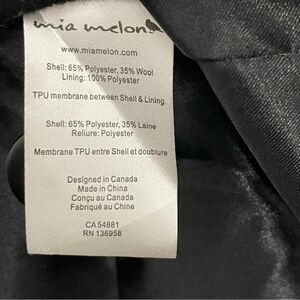 mia melon
www.miamelon.com
Shell: 65% Polyester, 35% Wool
Lining: 100% Polyester
TPU membrane between Shell & Lining.
Shell: 65% Polyester, 35% Laine
Reliure: Polyester
Membrane TPU entre Shell et doublure
Designed in Canada
Made in China
Conçu au Canada
Fabriqué au Chine
CA 54881
RN 136958